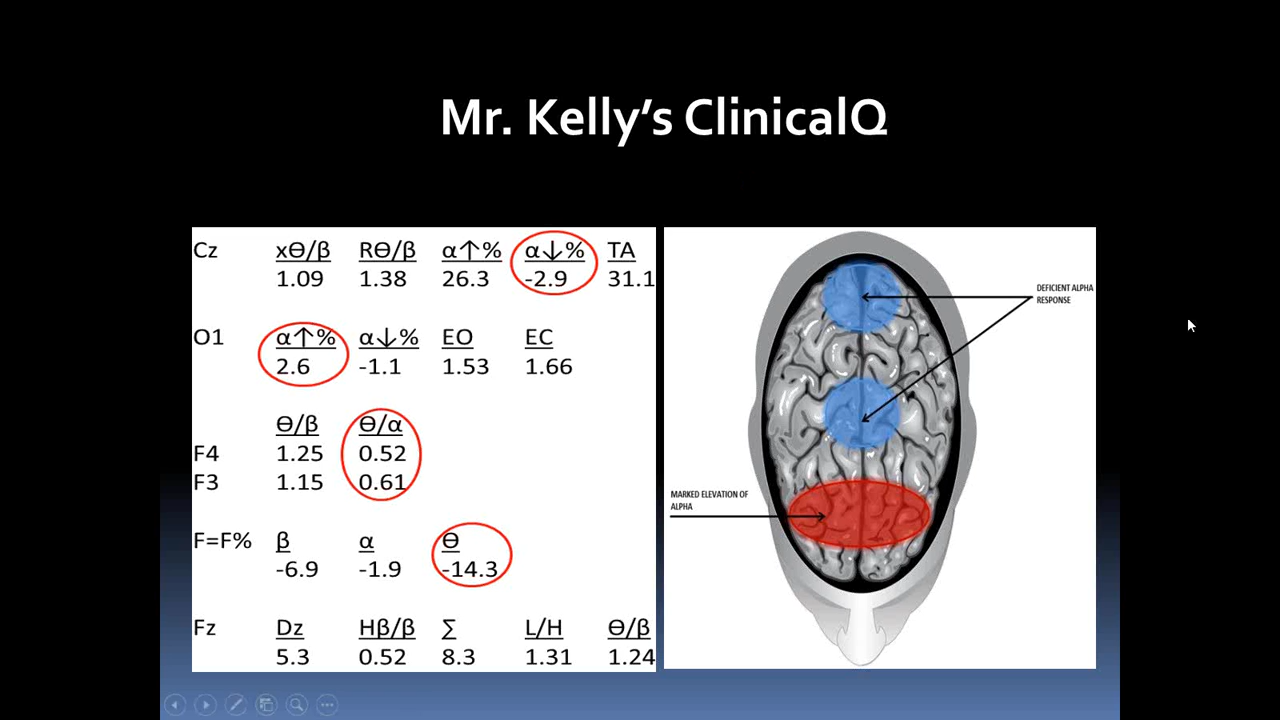 Mr. Kelly’s ClinicalQ
Cz xϴ/β Rϴ/β α↑% α↓% TA
1.09 1.38 26.3 -2.9 31.1
O1 α↑% α↓% EO EC
2.6 -1.1 1.53 1.66
ϴ/β ϴ/α
F4 1.25 0.52
F3 1.15 0.61
F=F% β α ϴ
-6.9 -1.9 -14.3
Fz Dz Hβ/β ∑ L/H ϴ/β
5.3 0.52 8.3 1.31 1.24
DEFICIENT ALPHA
RESPONSE
MARKED ELEVATION OF
ALPHA